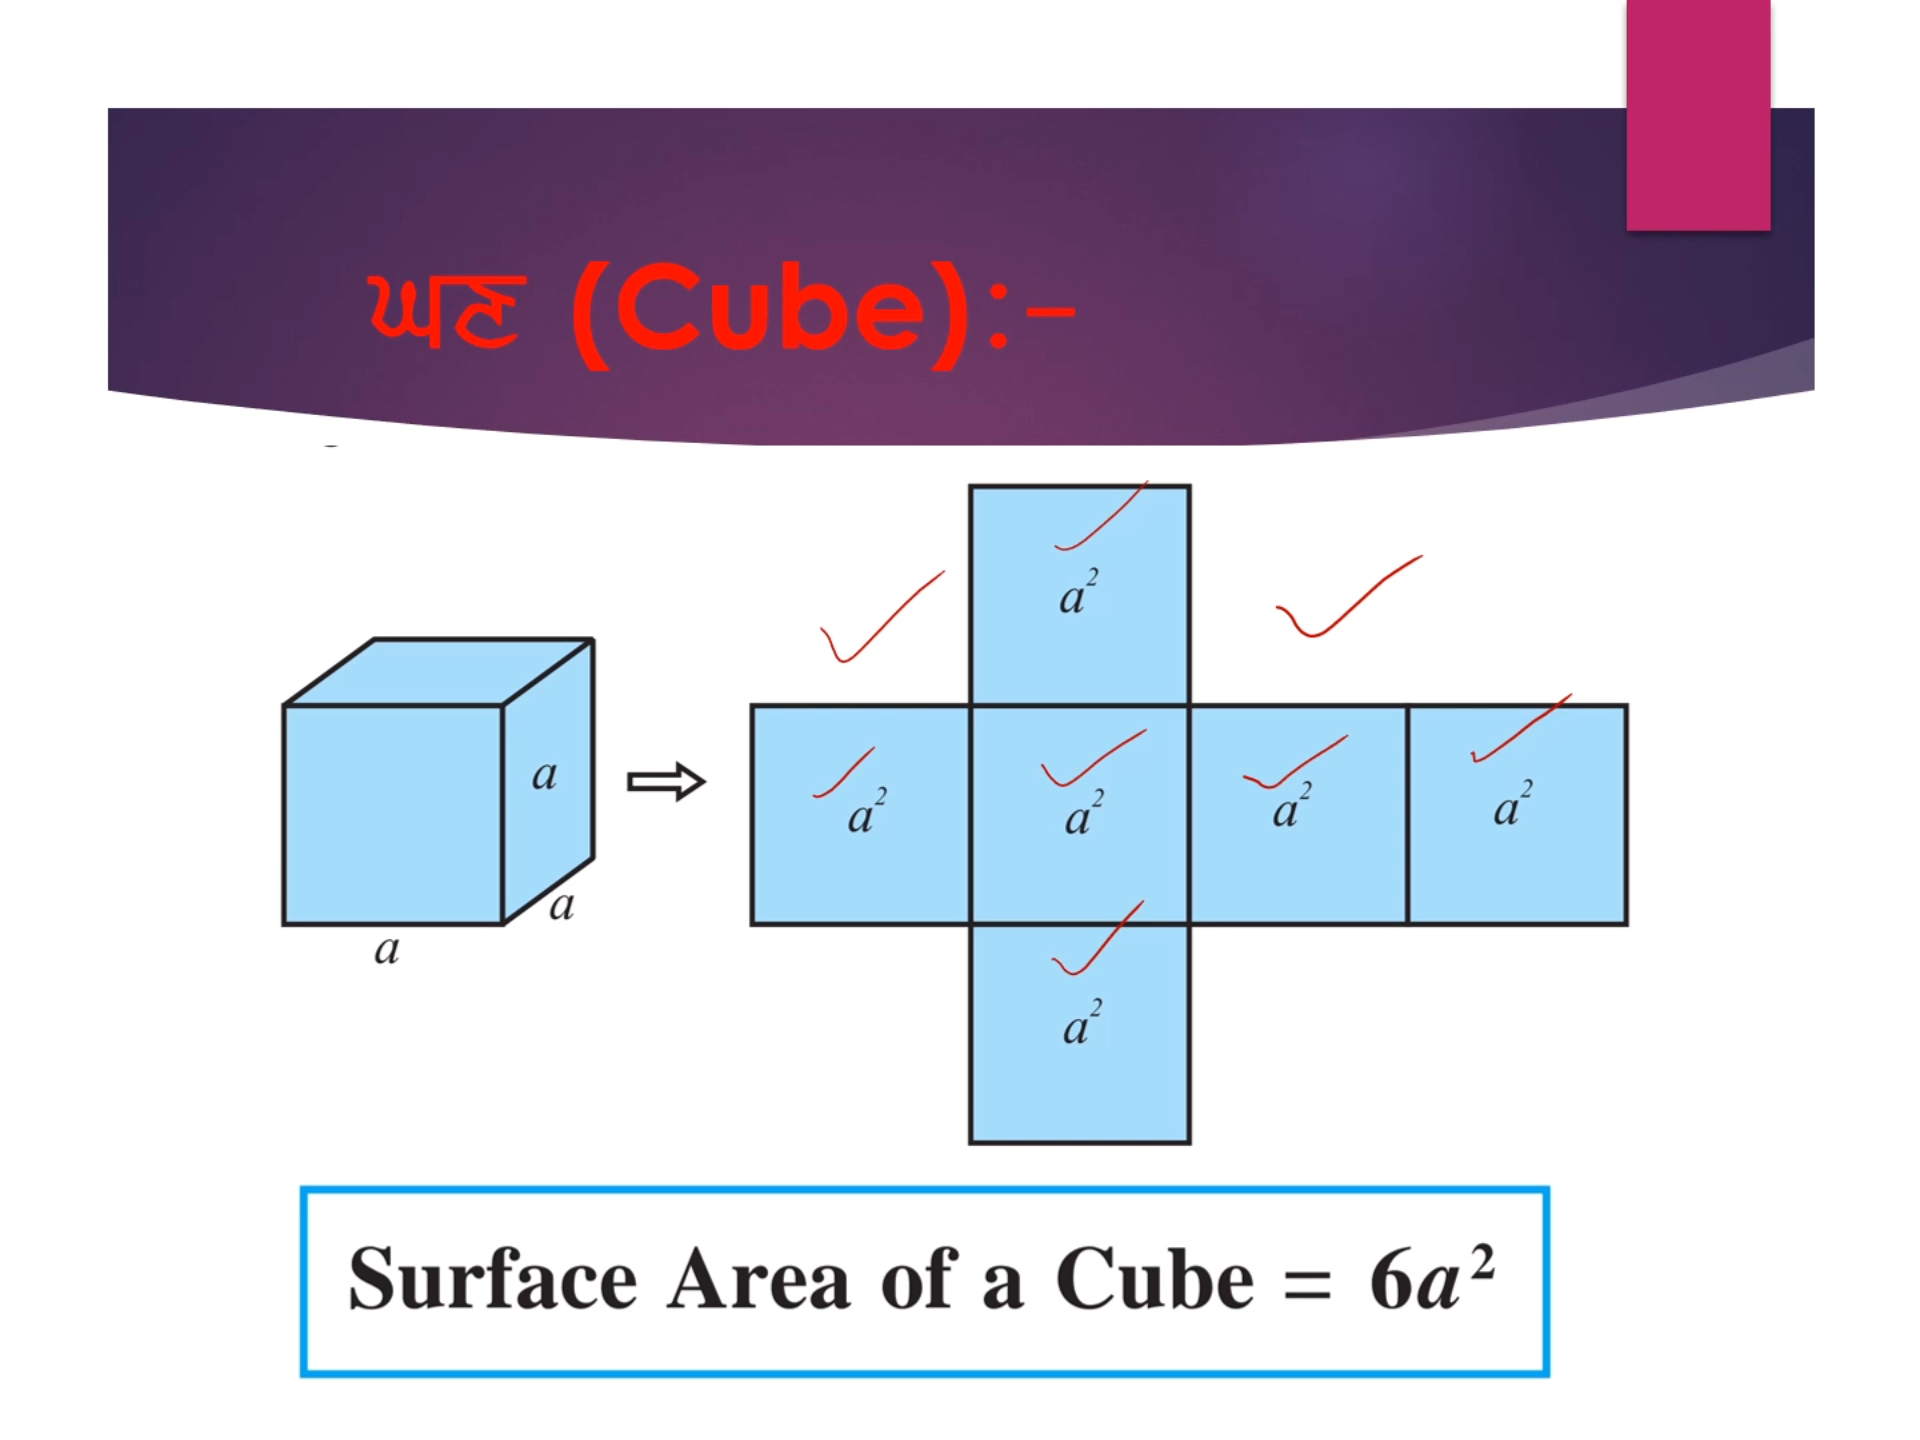 ਘਣ (Cube):-
a²
a² a² a² a²
a
a
a
a²
Surface Area of a Cube = 6a²